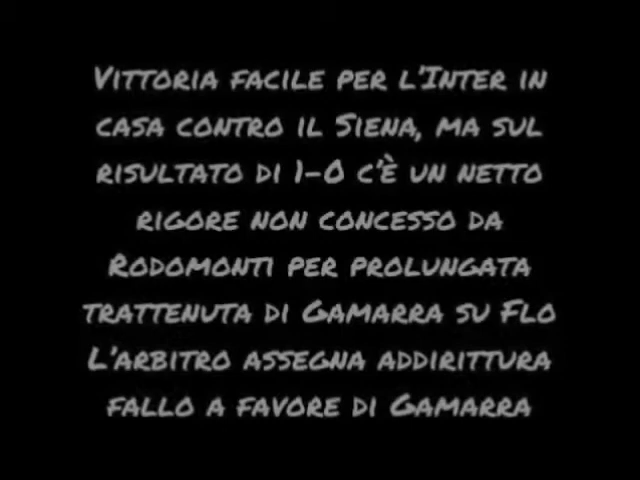 Vittoria facile per l'Inter in
casa contro il Siena, ma sul
risultato di 1-0 c'è un netto
rigore non concesso da
Rodomonti per prolungata
trattenuta di Gamarra su Flo
L'arbitro assegna addirittura
fallo a favore di Gamarra